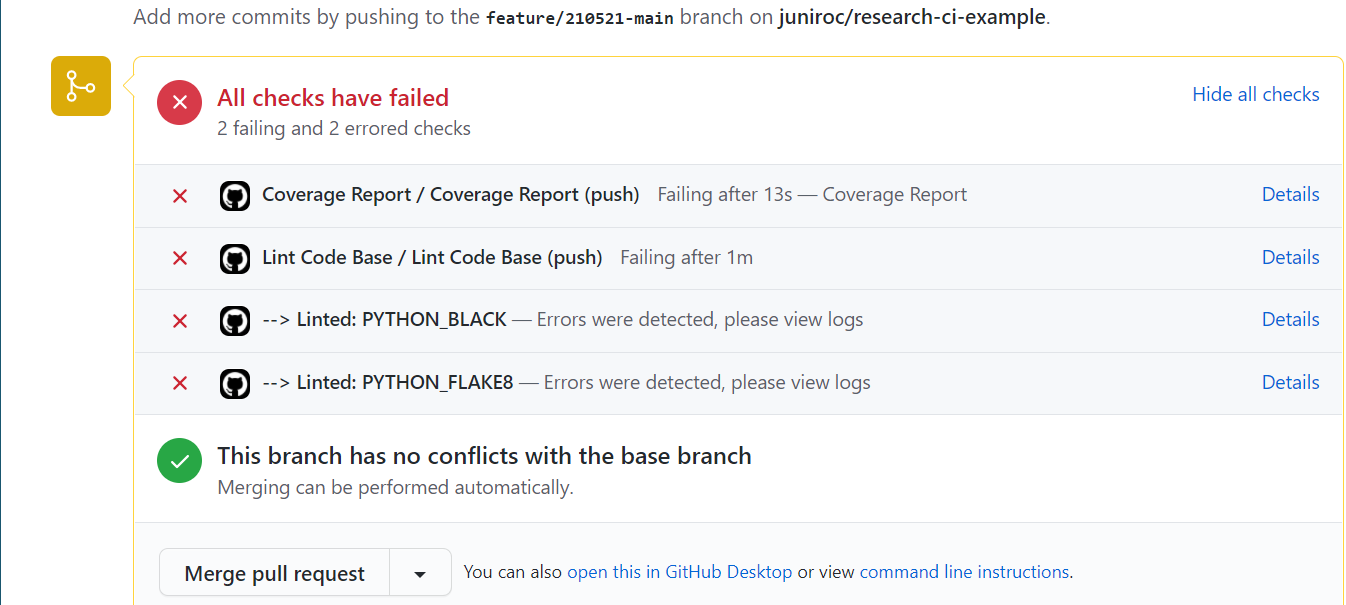 Add more commits by pushing to the feature/210521-main branch on juniroc/research-ci-example.
All checks have failed
Hide all checks
2 failing and 2 errored checks
Coverage Report / Coverage Report (push) Failing after 13s — Coverage Report Details
Lint Code Base / Lint Code Base (push) Failing after 1m Details
--> Linted: PYTHON_BLACK — Errors were detected, please view logs Details
--> Linted: PYTHON_FLAKE8 — Errors were detected, please view logs Details
This branch has no conflicts with the base branch
Merging can be performed automatically.
Merge pull request You can also open this in GitHub Desktop or view command line instructions.